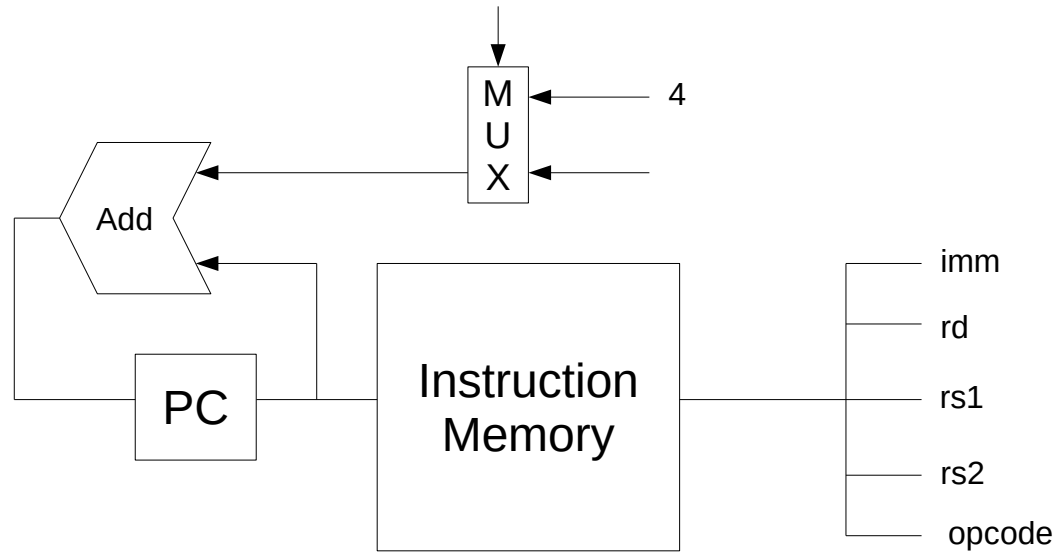 M
U
X
4
Add
PC
Instruction
Memory
imm
rd
rs1
rs2
opcode